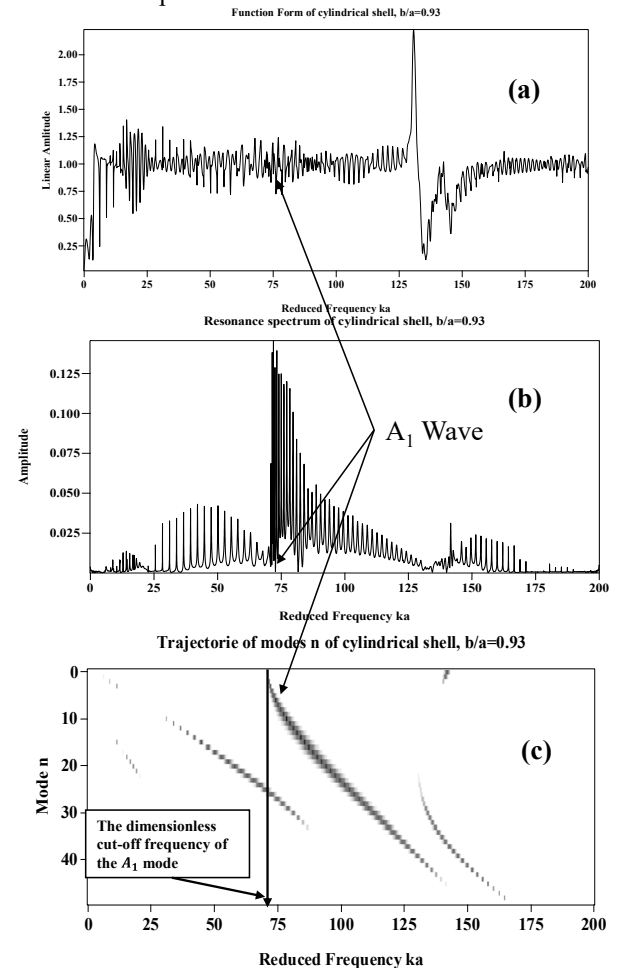 Function Form of cylindrical shell, b/a=0.93
(a)
Linear Amlitude
2.00
1.75
1.50
1.25
1.00
0.75
0.50
0.25
0 25 50 75 100 125 150 175 200
Reduced Frequency ka
Resonance spectrum of cylindrical shell, b/a=0.93
(b)
Amplitude
0.125
0.100
0.075
0.050
0.025
A1 Wave
0 25 50 75 100 125 150 175 200
Reduced Frequency ka
Trajectorie of modes n of cylindrical shell, b/a=0.93
(c)
Mode n
0
10
20
30
40
The dimensionless
cut-off frequency of
the A1 mode
0 25 50 75 100 125 150 175 200
Reduced Frequency ka